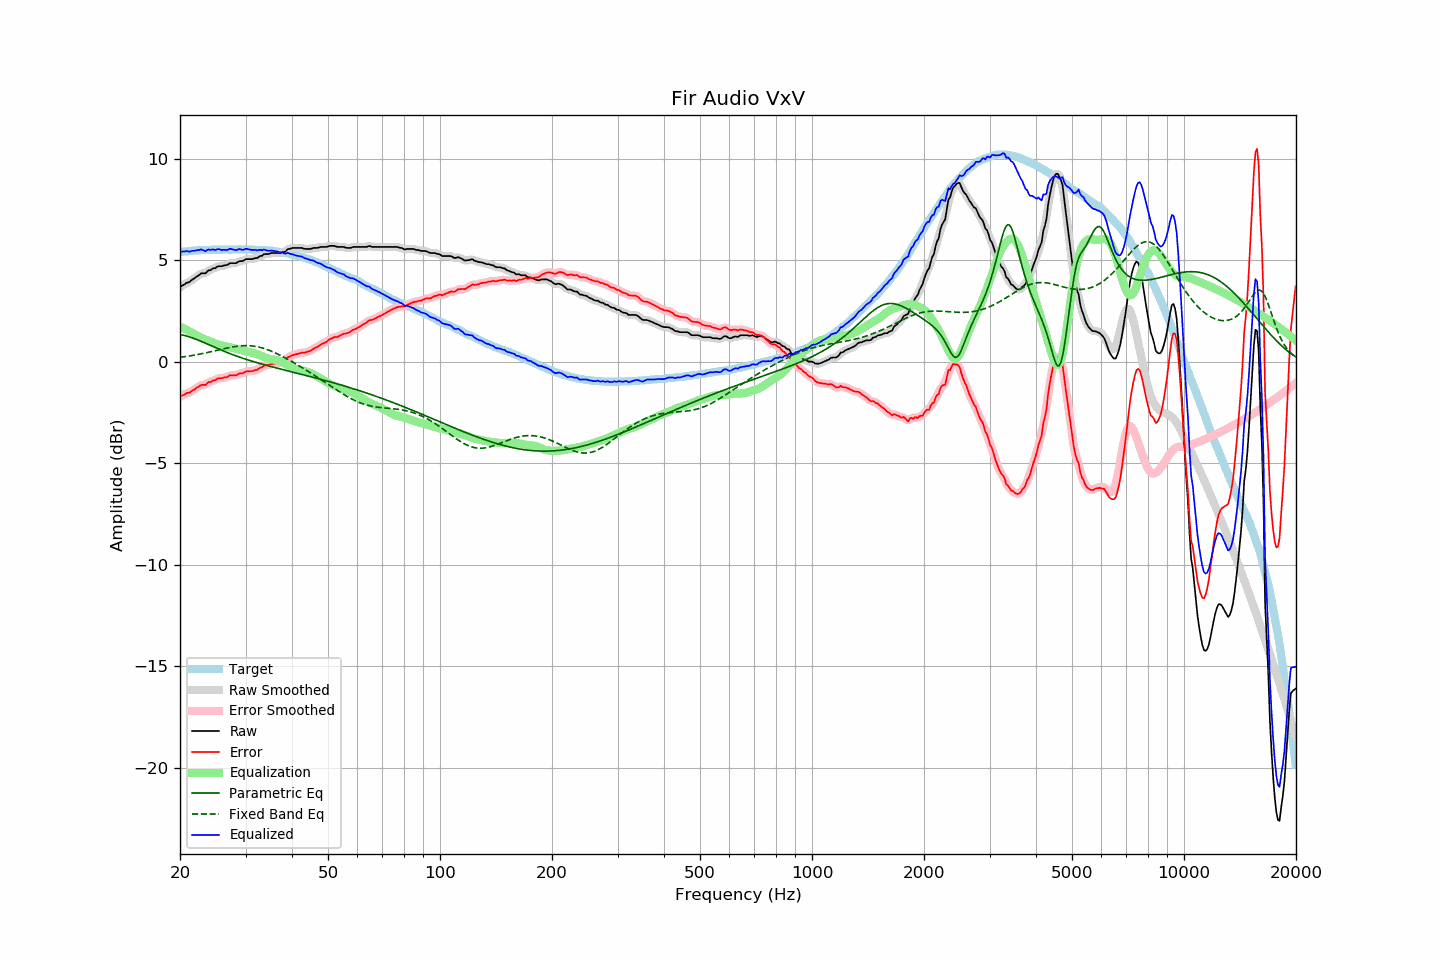 Fir Audio VxV
Amplitude (dBr)
10
5
0
−5
−10
−15
−20
Target
Raw Smoothed
Error Smoothed
Raw
Error
Equalization
Parametric Eq
Fixed Band Eq
Equalized
20 50 100 200 500 1000 2000 5000 10000 20000
Frequency (Hz)